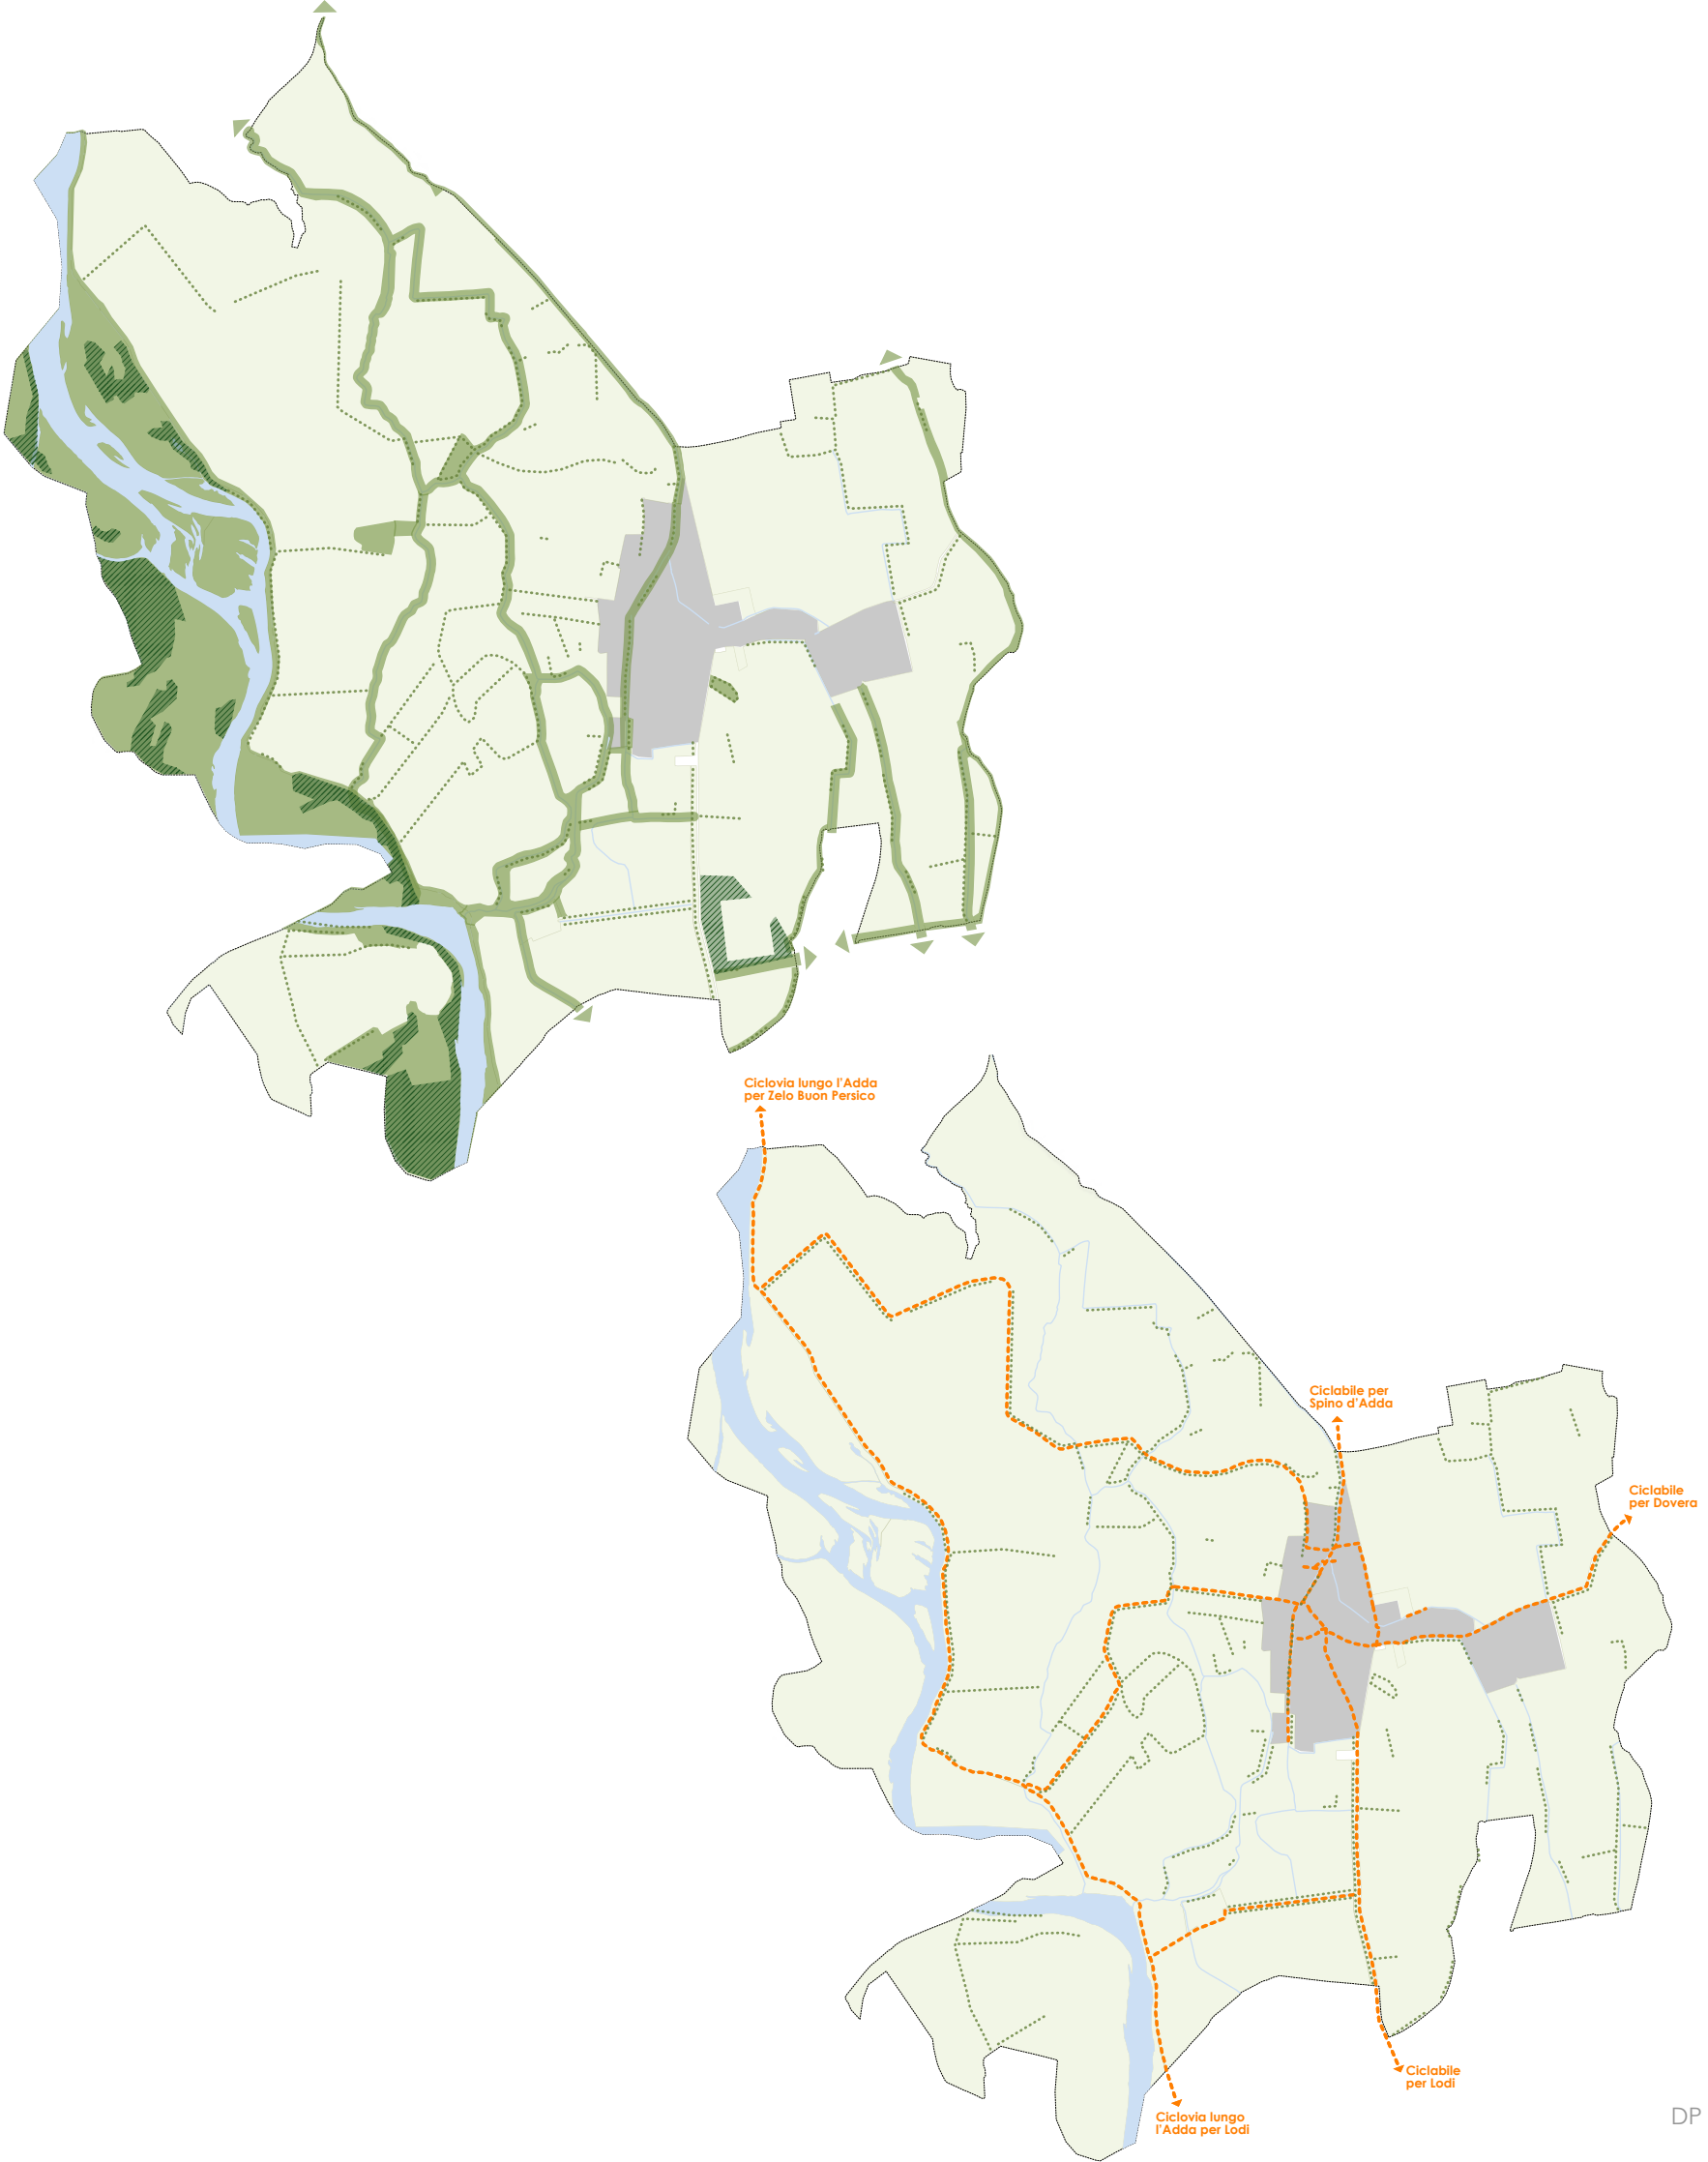 Ciclovia lungo l'Adda
per Zelo Buon Persico
Ciclabile per
Spino d'Adda
Ciclabile
per Dovera
Ciclabile
per Lodi
Ciclovia lungo
l'Adda per Lodi
DP